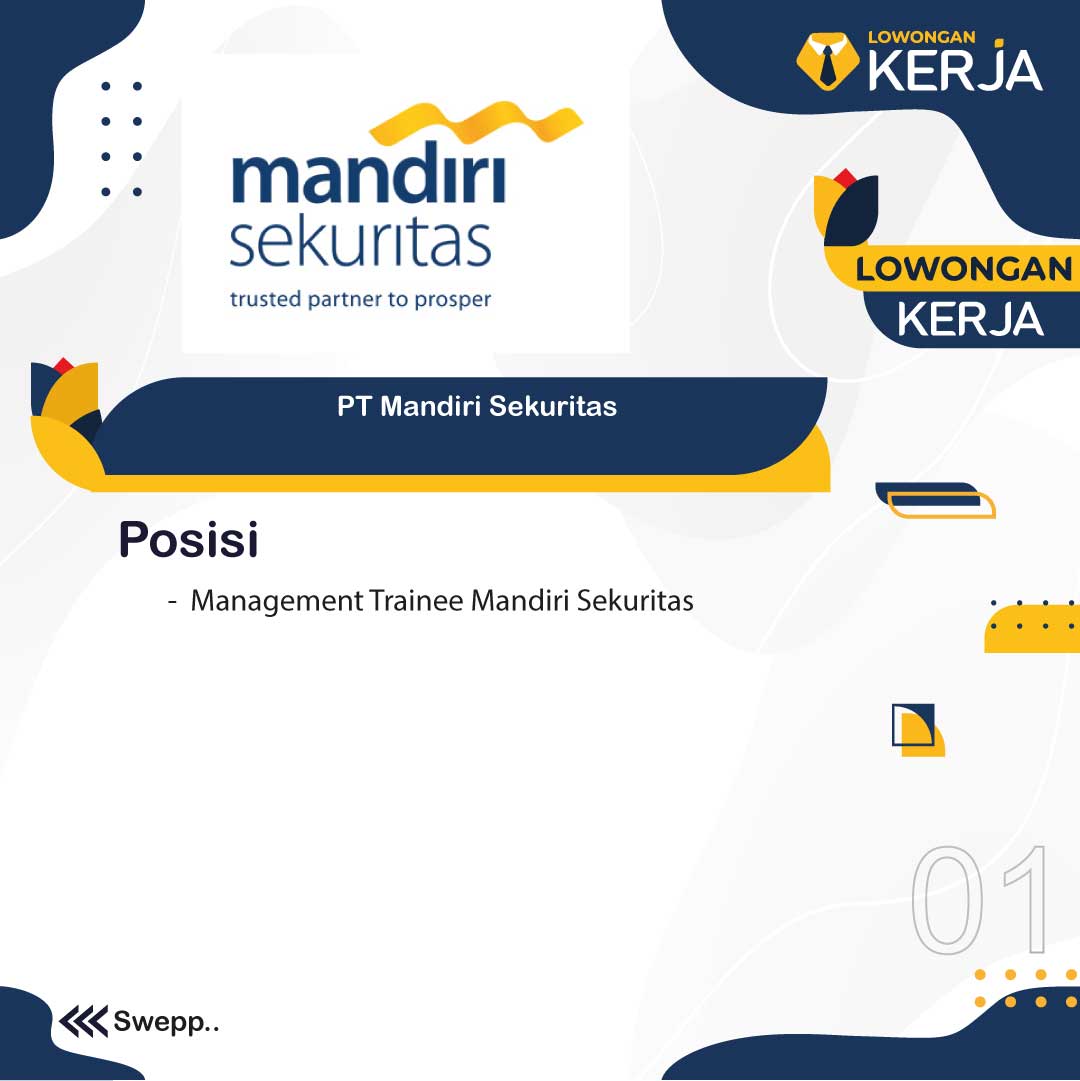 LOWONGAN
KERJA
mandiri
sekuritas
trusted partner to prosper
LOWONGAN
KERJA
PT Mandiri Sekuritas
Posisi
- Management Trainee Mandiri Sekuritas
01
Swepp..